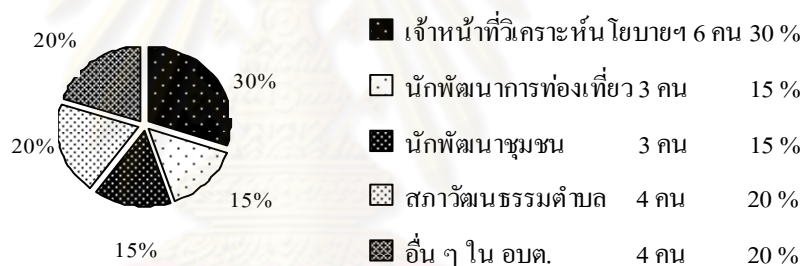 20%
30%
20%
15%
15%
เจ้าหน้าที่วิเคราะห์นโยบายฯ 6 คน 30 %
นักพัฒนาการท่องเที่ยว 3 คน 15 %
นักพัฒนาชุมชน 3 คน 15 %
สภาวัฒนธรรมตำบล 4 คน 20 %
อื่น ๆ ใน อบต. 4 คน 20 %